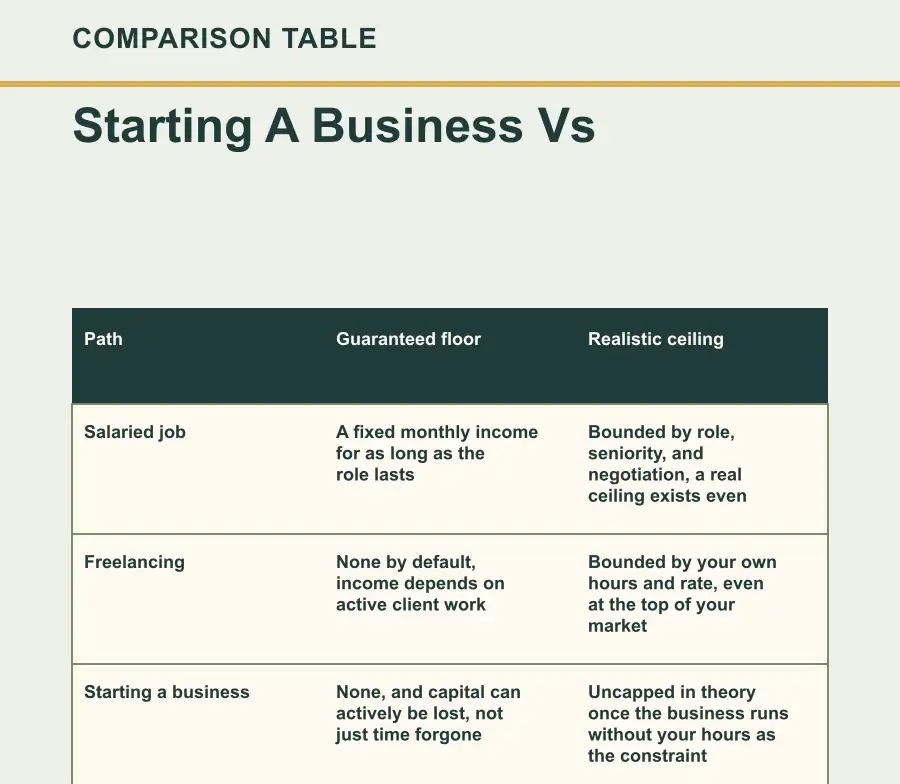 COMPARISON TABLE
Starting A Business Vs
Path
Guaranteed floor
Realistic ceiling
Salaried job
A fixed monthly income
for as long as the
role lasts
Bounded by role,
seniority, and
negotiation, a real
ceiling exists even
Freelancing
None by default,
income depends on
active client work
Bounded by your own
hours and rate, even
at the top of your
market
Starting a business
None, and capital can
actively be lost, not
just time forgone
Uncapped in theory
once the business runs
without your hours as
the constraint